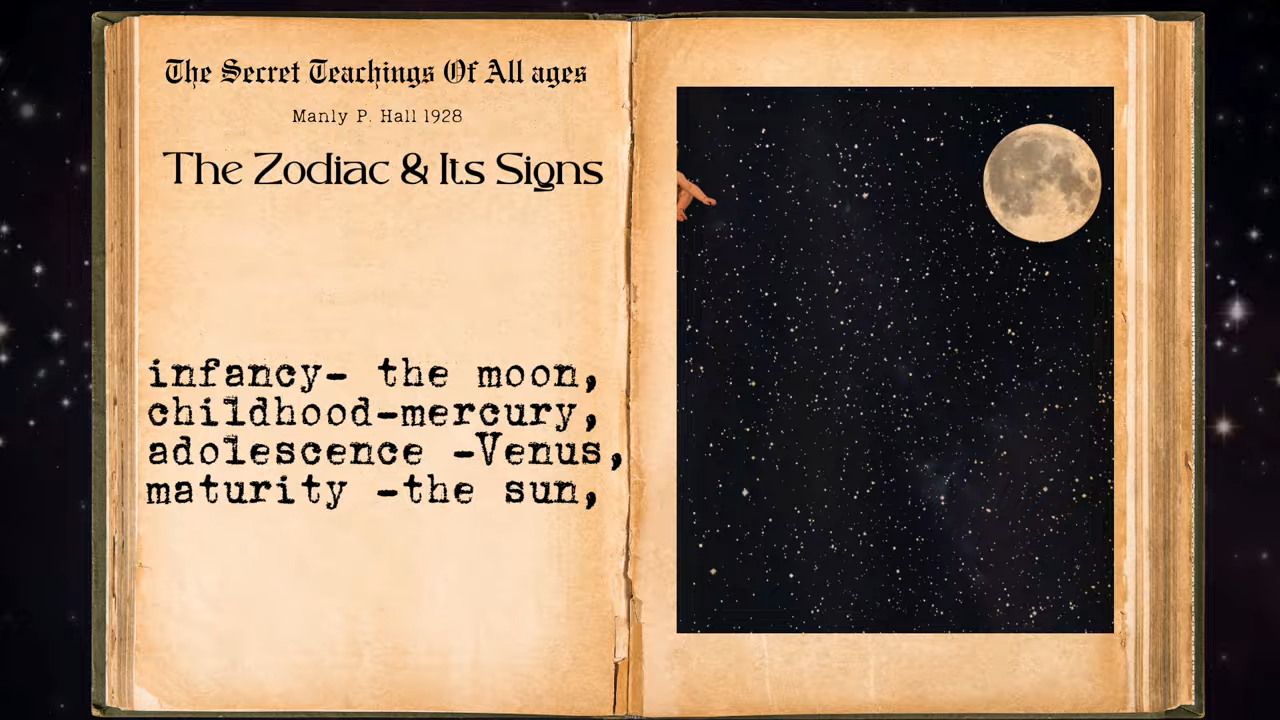 The Secret Teachings Of All ages
Manly P. Hall 1928
The Zodiac & Its Signs
infancy- the moon,
childhood-mercury,
adolescence -Venus,
maturity -the sun,